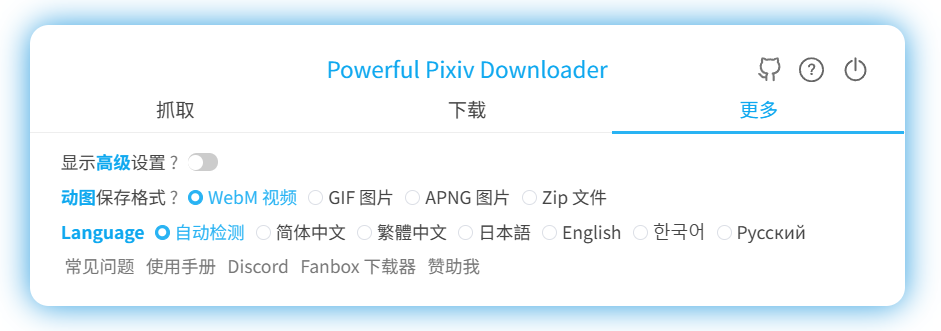 Powerful Pixiv Downloader
抓取 下载 更多
显示高级设置 ?
动图保存格式 ? WebM 视频 GIF 图片 APNG 图片 Zip 文件
Language 自动检测 简体中文 繁體中文 日本語 English 한국어 Русский
常见问题 使用手册 Discord Fanbox 下载器 赞助我